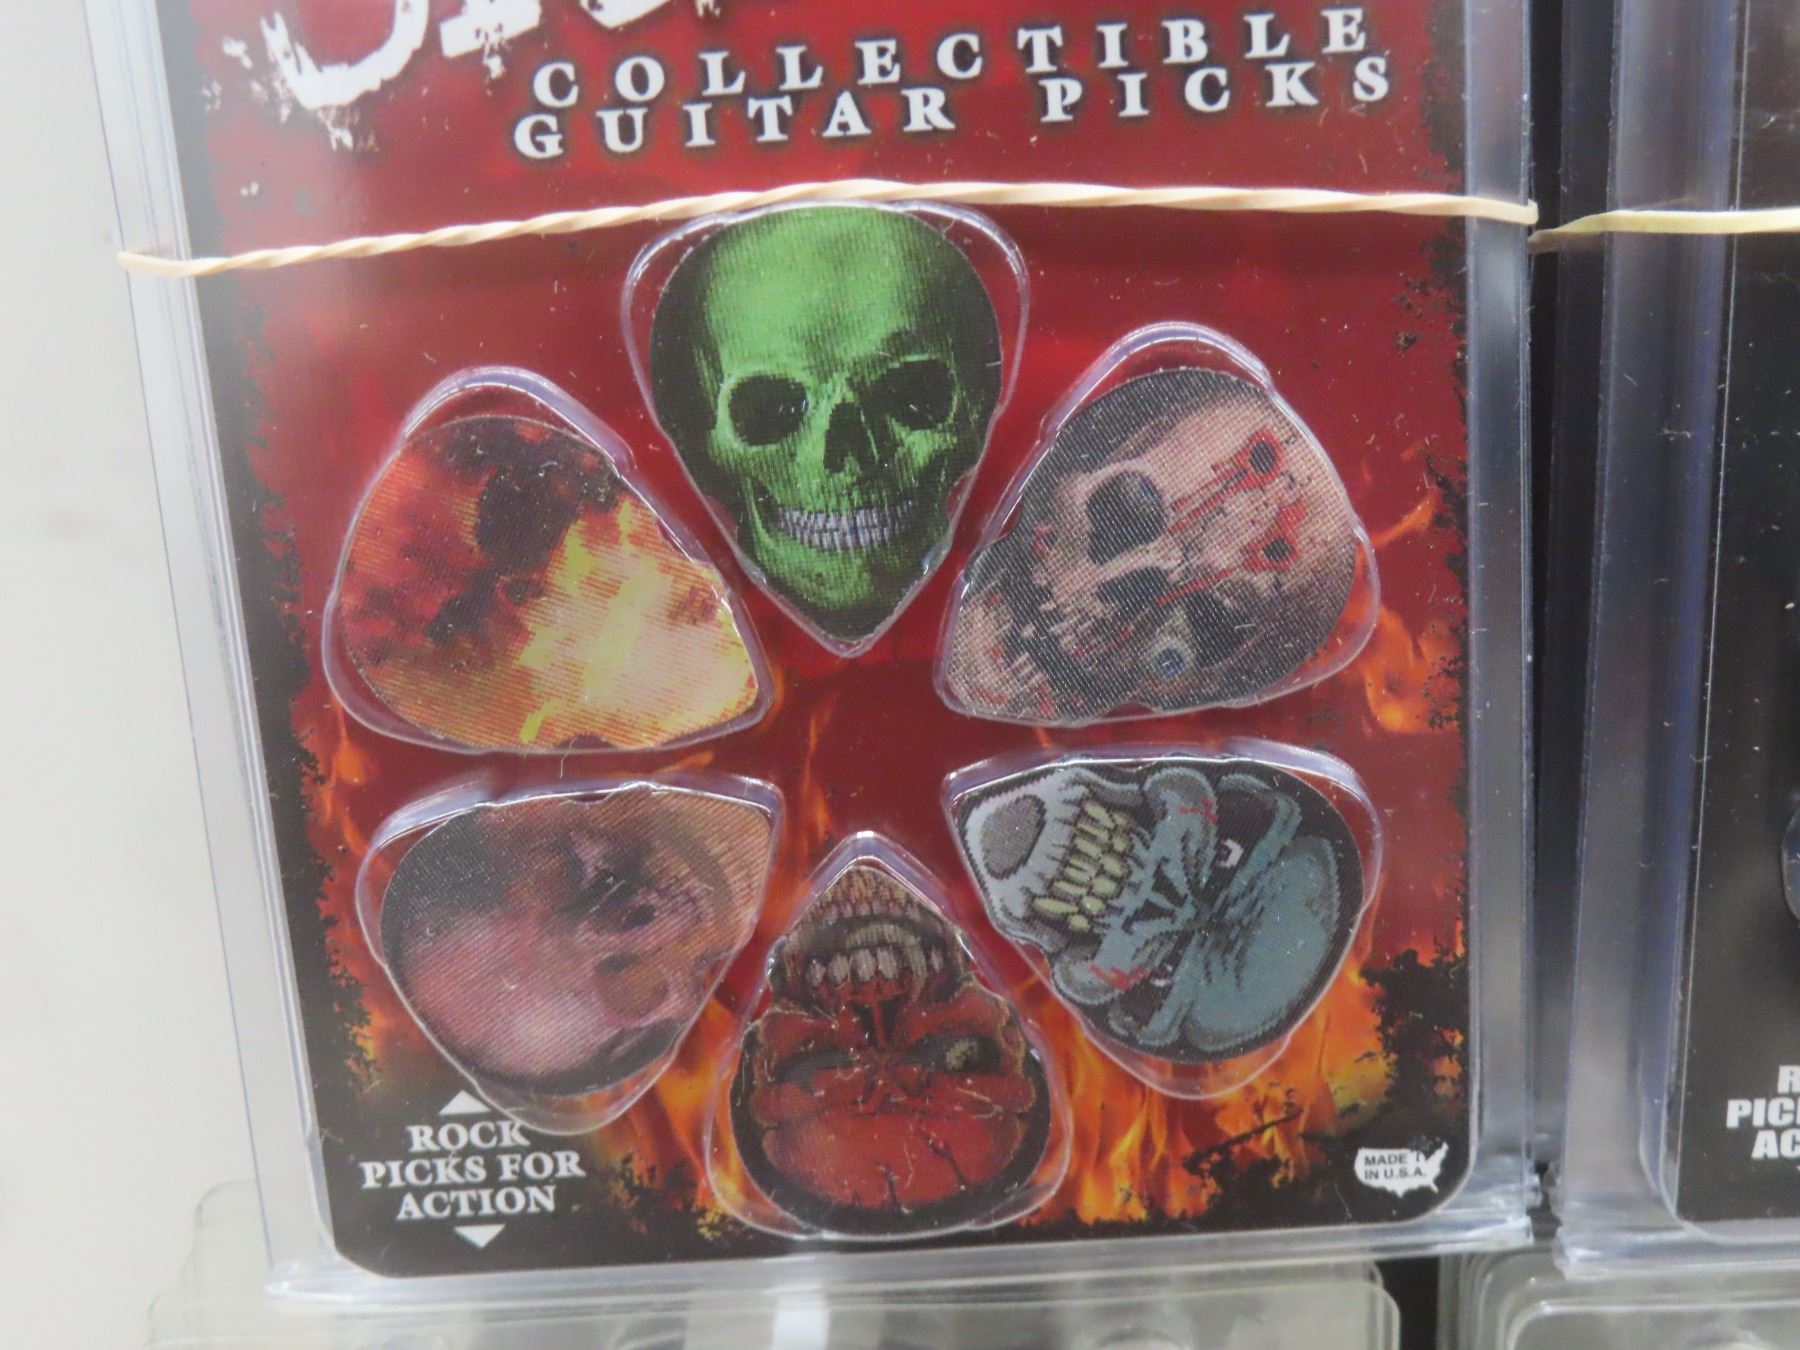 COLLECTIBLE
GUITAR PICKS
ROCK
PICKS FOR
ACTION
MADE
IN U.S.A.